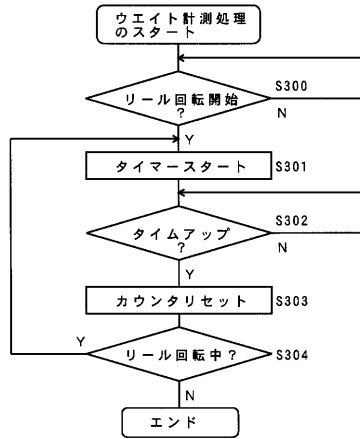 ウエイト計測処理
のスタート
リール回転開始
?
S300
N
Y
タイマースタート
S301
タイムアップ
?
S302
N
Y
カウンタリセット
S303
リール回転中?
S304
Y
N
エンド